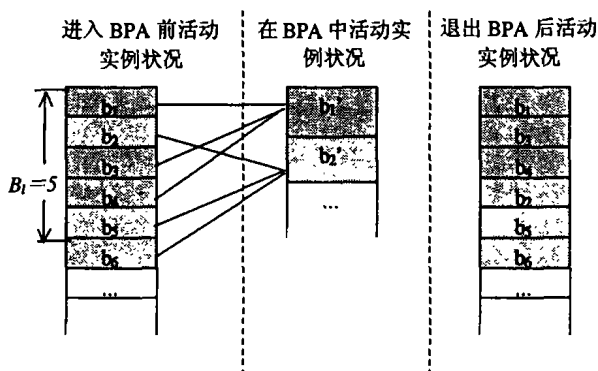 进入 BPA 前活动
实例状况
b₁
b₂
b₃
b₄
b₅
b₆
...
Bₗ=5
在 BPA 中活动实
例状况
b₁'
b₂'
...
退出 BPA 后活动
实例状况
b₁
b₃
b₄
b₂
b₅
b₆
...